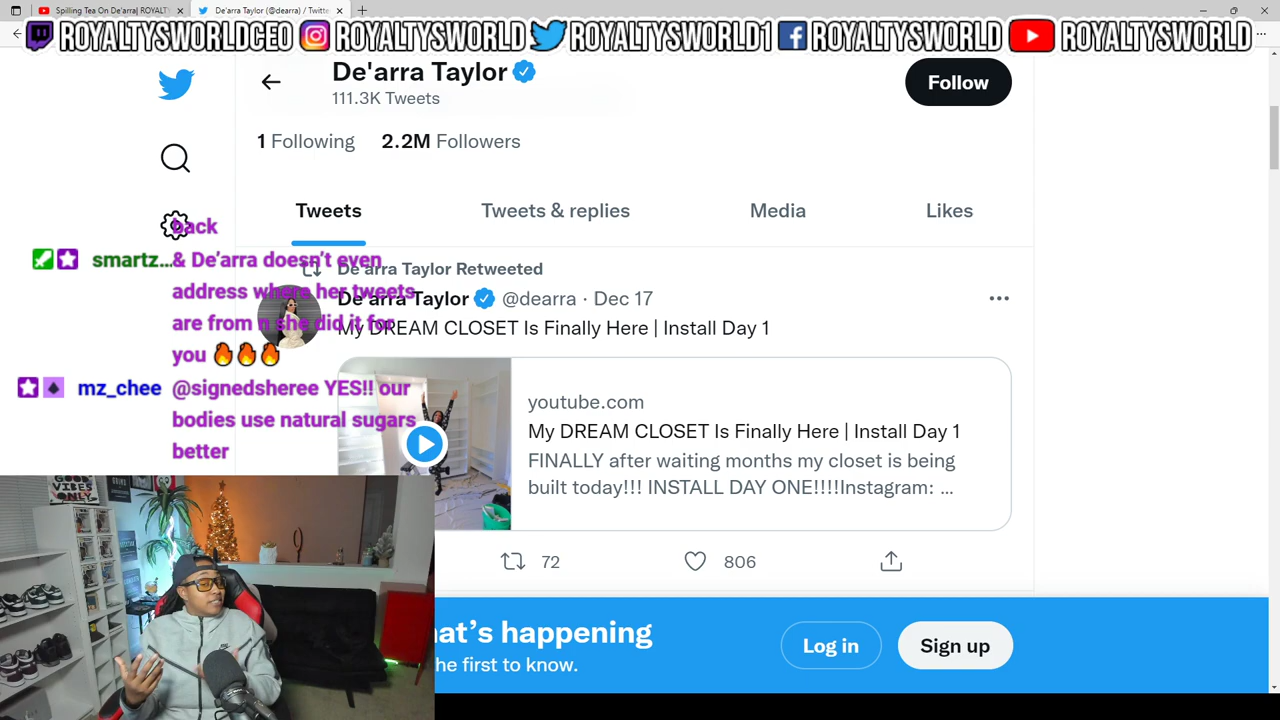 Spilling Tea On De'arra| ROYALT
De'arra Taylor (@dearra) / Twitte
ROYALTYSWORLDCEO ROYALTYSWORLD ROYALTYSWORLD1 ROYALTYSWORLD ROYALTYSWORLD
De'arra Taylor
111.3K Tweets
Follow
1 Following 2.2M Followers
Tweets Tweets & replies Media Likes
De'arra Taylor Retweeted
De'arra Taylor @dearra · Dec 17
My DREAM CLOSET Is Finally Here | Install Day 1
youtube.com
My DREAM CLOSET Is Finally Here | Install Day 1
FINALLY after waiting months my closet is being
built today!!! INSTALL DAY ONE!!!!Instagram: ...
72 806
back
smartz... & De'arra doesn't even
address where her tweets
are from n she did it for
you 🔥🔥🔥
mz_chee @signedsheree YES!! our
bodies use natural sugars
better
GOOD
VIBES
ONLY
hat's happening
he first to know.
Log in
Sign up